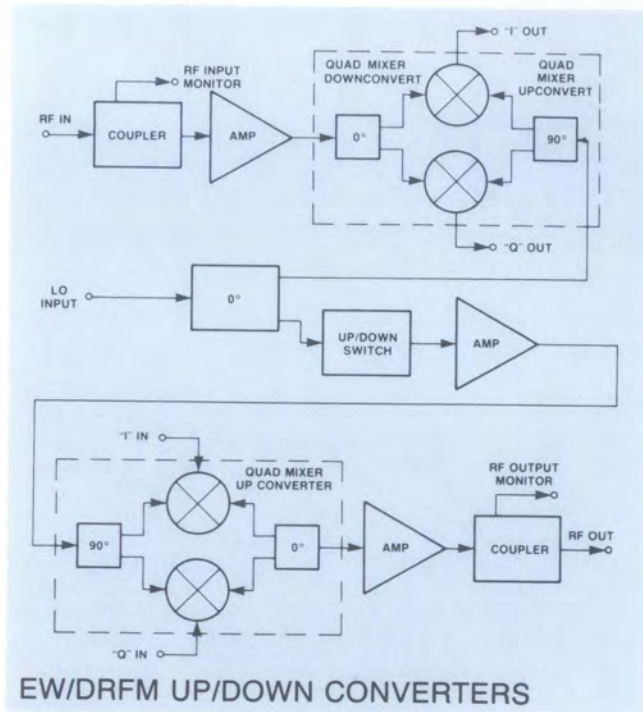 "I" OUT
QUAD MIXER
DOWNCONVERT
QUAD
MIXER
UPCONVERT
RF INPUT
MONITOR
RF IN
COUPLER
AMP
0°
90°
"Q" OUT
LO
INPUT
0°
UP/DOWN
SWITCH
AMP
"I" IN
QUAD MIXER
UP CONVERTER
RF OUTPUT
MONITOR
90°
0°
AMP
COUPLER
RF OUT
"Q" IN
EW/DRFM UP/DOWN CONVERTERS